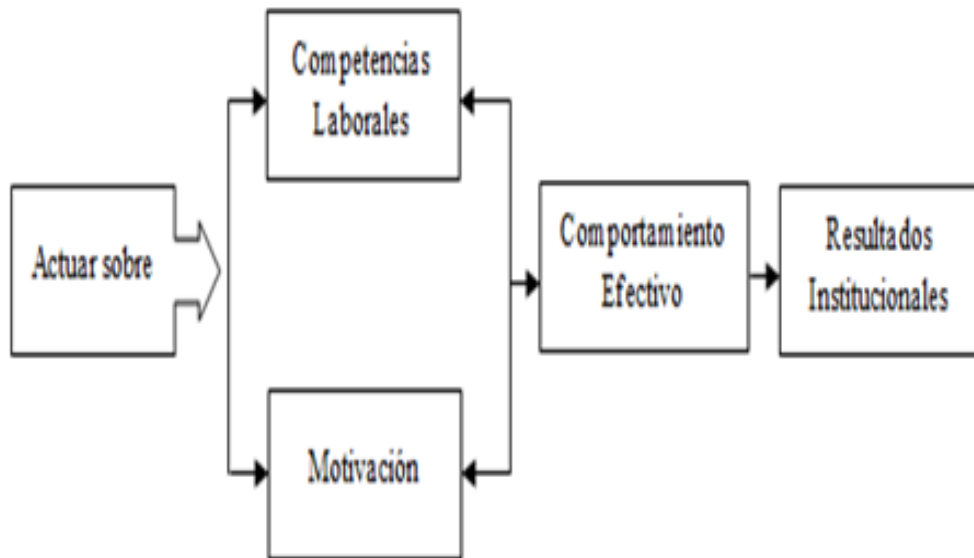 Competencias
Laborales
Actuar sobre
Comportamiento
Efectivo
Resultados
Institucionales
Motivación